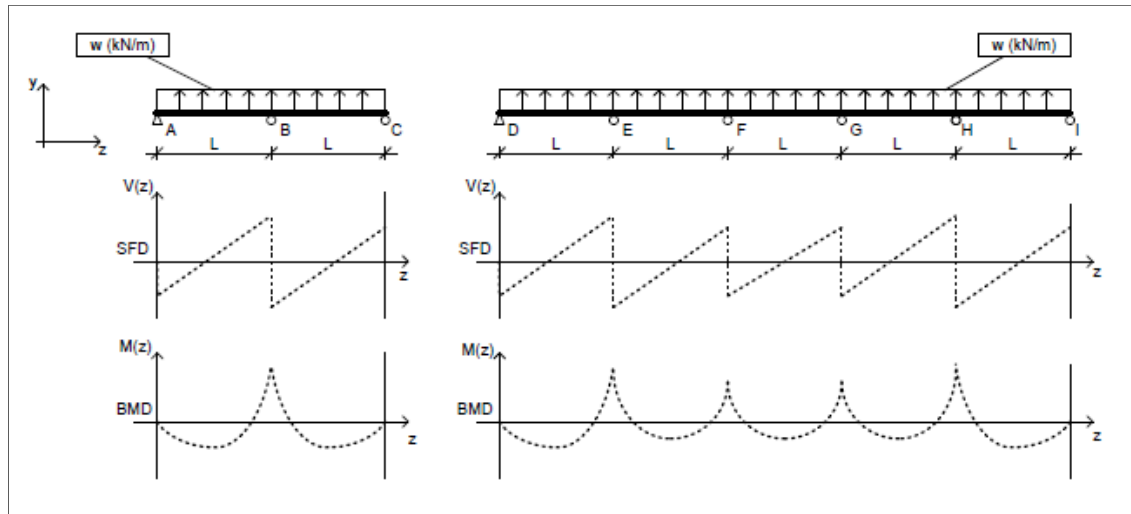 w (kN/m) w (kN/m)
y
z
A B C D E F G H I
L L L L L L L
V(z) V(z)
SFD z SFD z
M(z) M(z)
BMD z BMD z